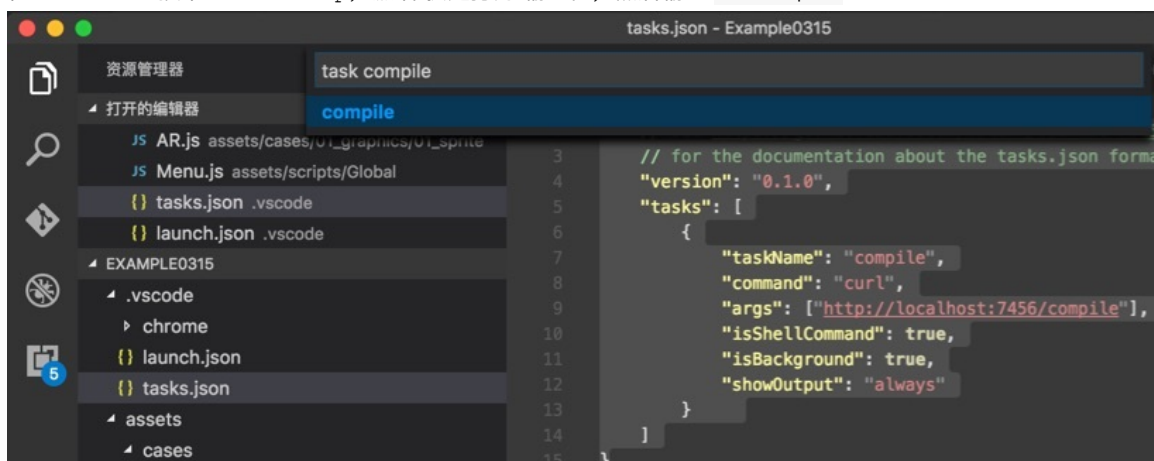 tasks.json - Example0315
资源管理器
task compile
打开的编辑器
compile
JS AR.js assets/cases/01_graphics/01_sprite
JS Menu.js assets/scripts/Global
{} tasks.json .vscode
{} launch.json .vscode
EXAMPLE0315
.vscode
chrome
{} launch.json
{} tasks.json
assets
cases
5
3 // for the documentation about the tasks.json forma
4 "version": "0.1.0",
5 "tasks": [
6 {
7 "taskName": "compile",
8 "command": "curl",
9 "args": ["http://localhost:7456/compile"],
10 "isShellCommand": true,
11 "isBackground": true,
12 "showOutput": "always"
13 }
14 ]
15 }